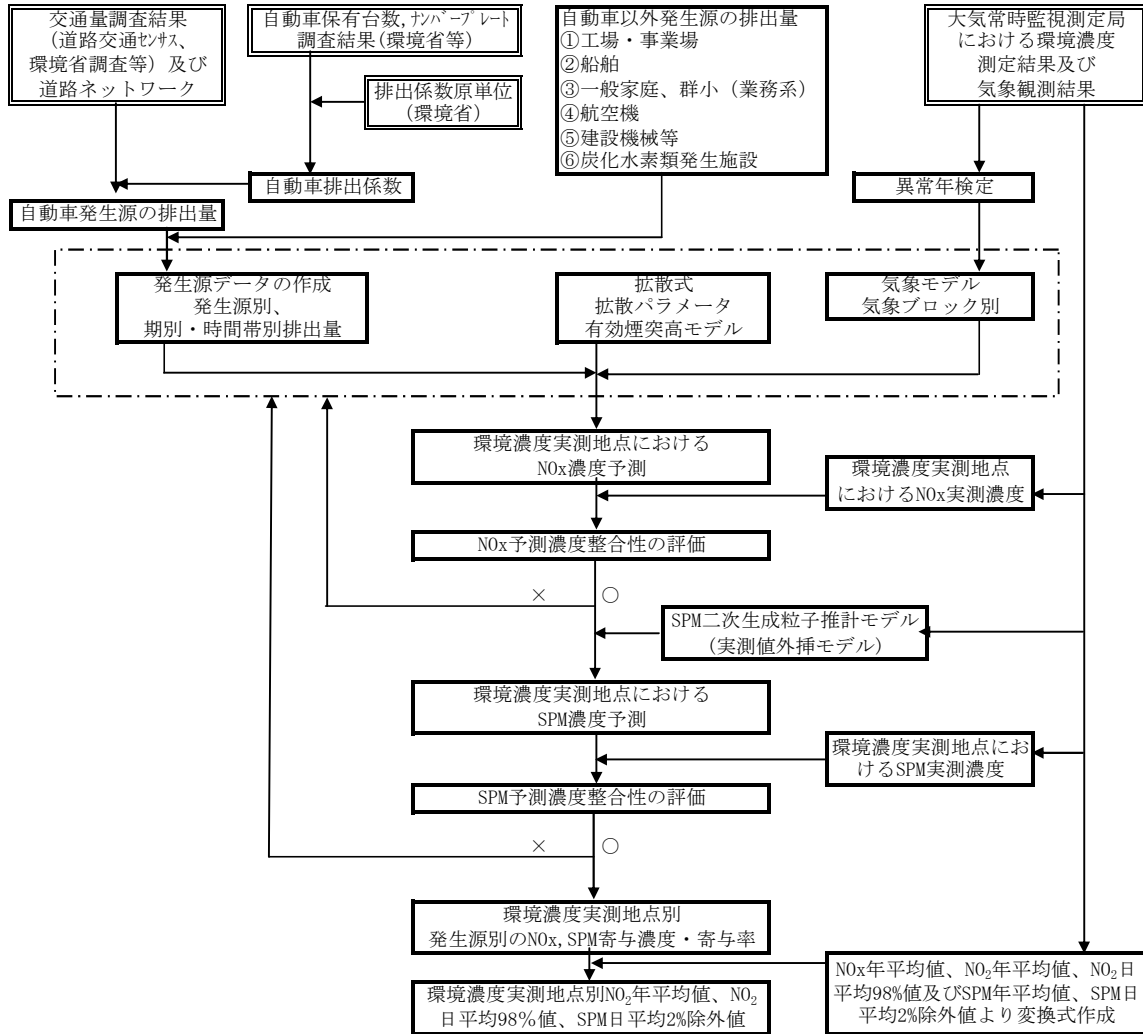 交通量調査結果
(道路交通ｾﾝｻｽ、
環境省調査等）及び
道路ネットワーク
自動車保有台数,ﾅﾝﾊﾞｰﾌﾟﾚｰﾄ
調査結果(環境省等)
排出係数原単位
(環境省)
自動車以外発生源の排出量
①工場・事業場
②船舶
③一般家庭、群小（業務系）
④航空機
⑤建設機械等
⑥炭化水素類発生施設
大気常時監視測定局
における環境濃度
測定結果及び
気象観測結果
自動車排出係数
異常年検定
自動車発生源の排出量
発生源データの作成
発生源別、
期別・時間帯別排出量
拡散式
拡散パラメータ
有効煙突高モデル
気象モデル
気象ブロック別
環境濃度実測地点における
NOx濃度予測
環境濃度実測地点
におけるNOx実測濃度
NOx予測濃度整合性の評価
× ○
SPM二次生成粒子推計モデル
(実測値外挿モデル)
環境濃度実測地点における
SPM濃度予測
環境濃度実測地点にお
けるSPM実測濃度
SPM予測濃度整合性の評価
× ○
環境濃度実測地点別
発生源別のNOx,SPM寄与濃度・寄与率
NOx年平均値、NO₂年平均値、NO₂日
平均98%値及びSPM年平均値、SPM日
平均2%除外値より変換式作成
環境濃度実測地点別NO₂年平均値、NO₂
日平均98％値、SPM日平均2%除外値